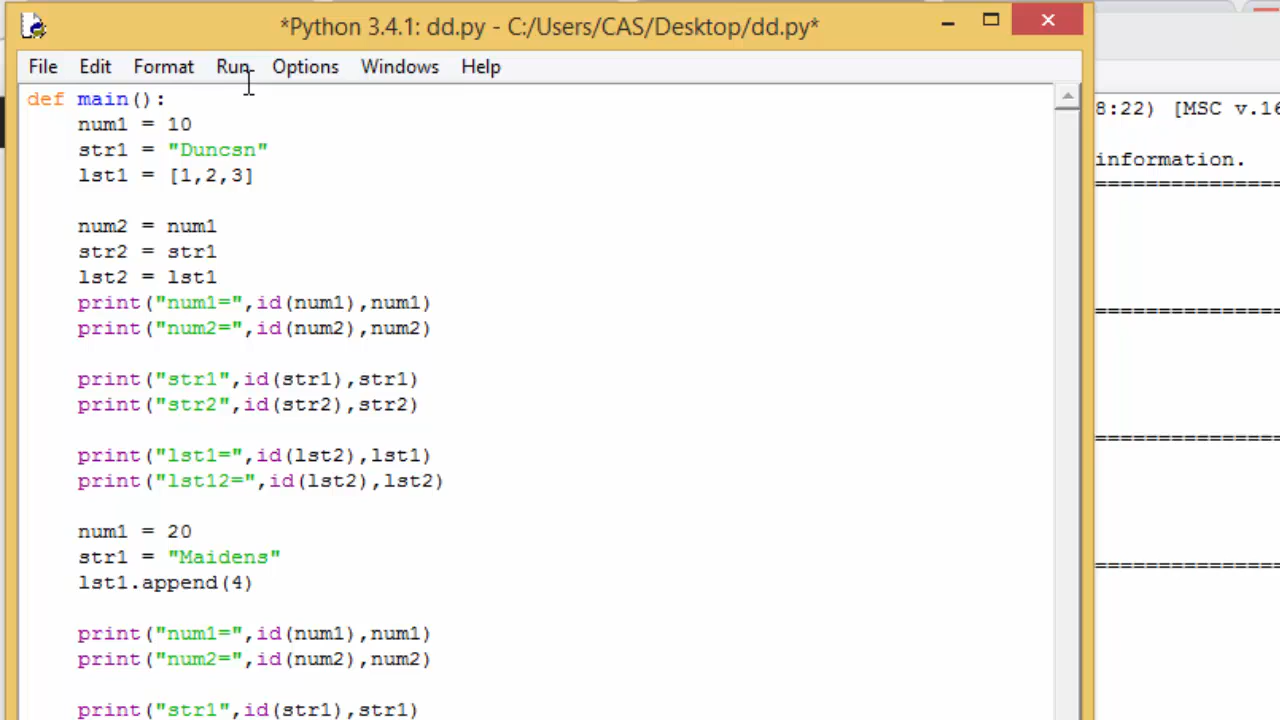 *Python 3.4.1: dd.py - C:/Users/CAS/Desktop/dd.py*
File Edit Format Run Options Windows Help
def main():
    num1 = 10
    str1 = "Duncsn"
    lst1 = [1,2,3]
    num2 = num1
    str2 = str1
    lst2 = lst1
    print("num1=",id(num1),num1)
    print("num2=",id(num2),num2)
    print("str1",id(str1),str1)
    print("str2",id(str2),str2)
    print("lst1=",id(lst2),lst1)
    print("lst12=",id(lst2),lst2)
    num1 = 20
    str1 = "Maidens"
    lst1.append(4)
    print("num1=",id(num1),num1)
    print("num2=",id(num2),num2)
    print("str1",id(str1),str1)
8:22) [MSC v.16
information.
===============
===============
===============
===============